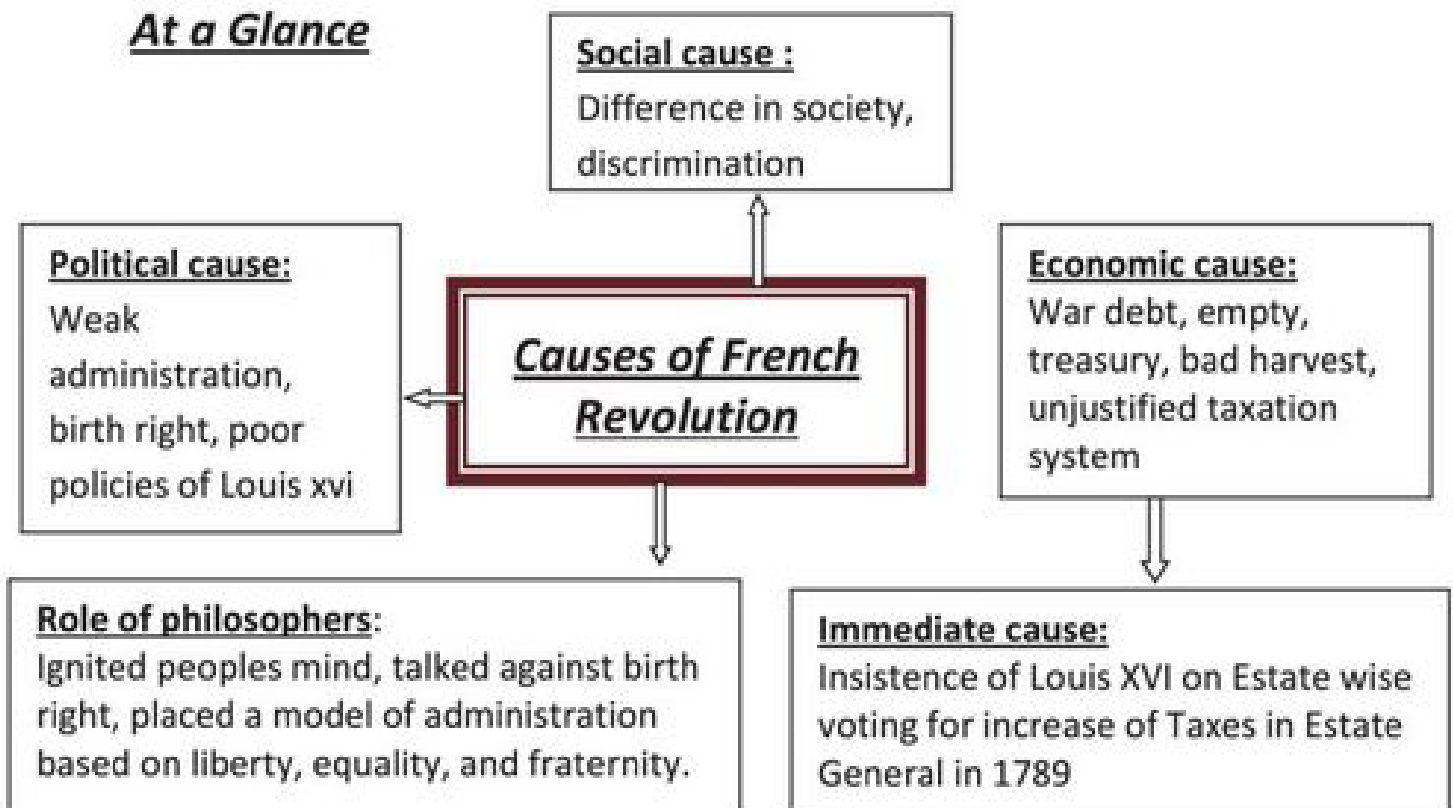 At a Glance
Social cause :
Difference in society,
discrimination
Political cause:
Weak
administration,
birth right, poor
policies of Louis xvi
Causes of French
Revolution
Economic cause:
War debt, empty,
treasury, bad harvest,
unjustified taxation
system
Role of philosophers:
Ignited peoples mind, talked against birth
right, placed a model of administration
based on liberty, equality, and fraternity.
Immediate cause:
Insistence of Louis XVI on Estate wise
voting for increase of Taxes in Estate
General in 1789